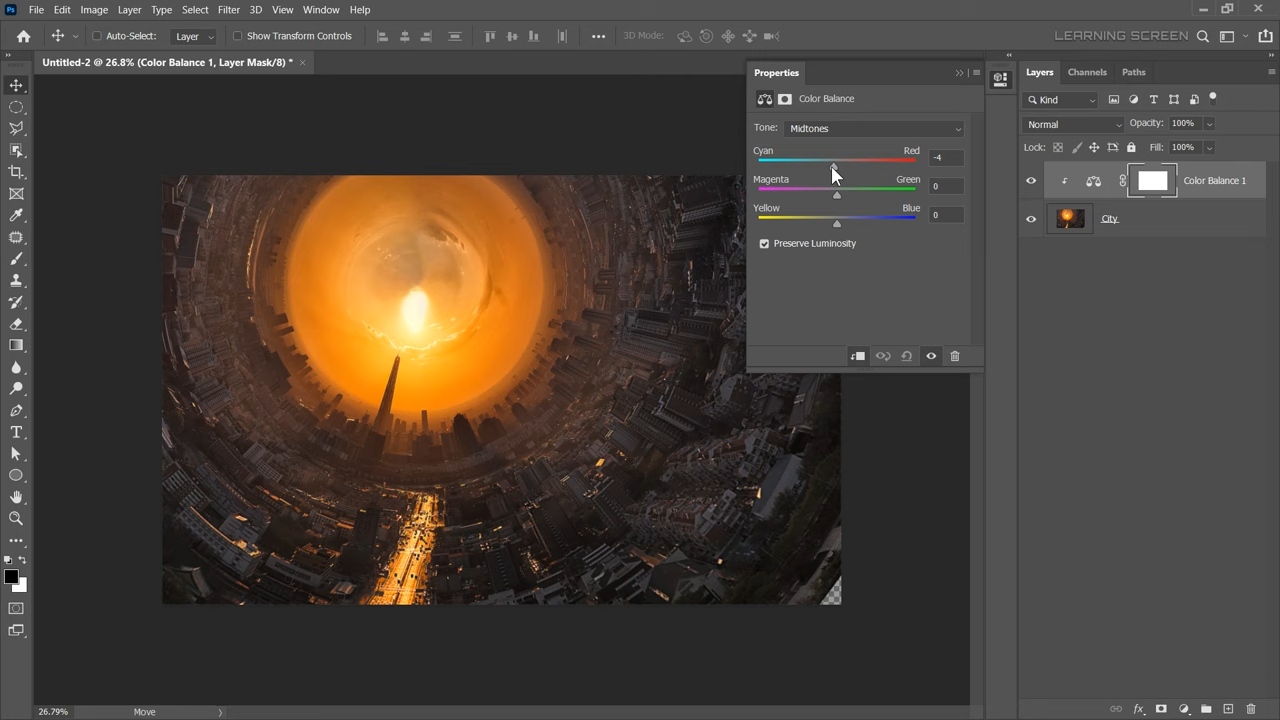 Ps File Edit Image Layer Type Select Filter 3D View Window Help
Auto-Select: Layer Show Transform Controls 3D Mode: LEARNING SCREEN
Untitled-2 @ 26.8% (Color Balance 1, Layer Mask/8) *
Properties
Color Balance
Tone: Midtones
Cyan Red -4
Magenta Green 0
Yellow Blue 0
Preserve Luminosity
Layers Channels Paths
Kind
Normal Opacity: 100%
Lock: Fill: 100%
Color Balance 1
City
26.79% Move